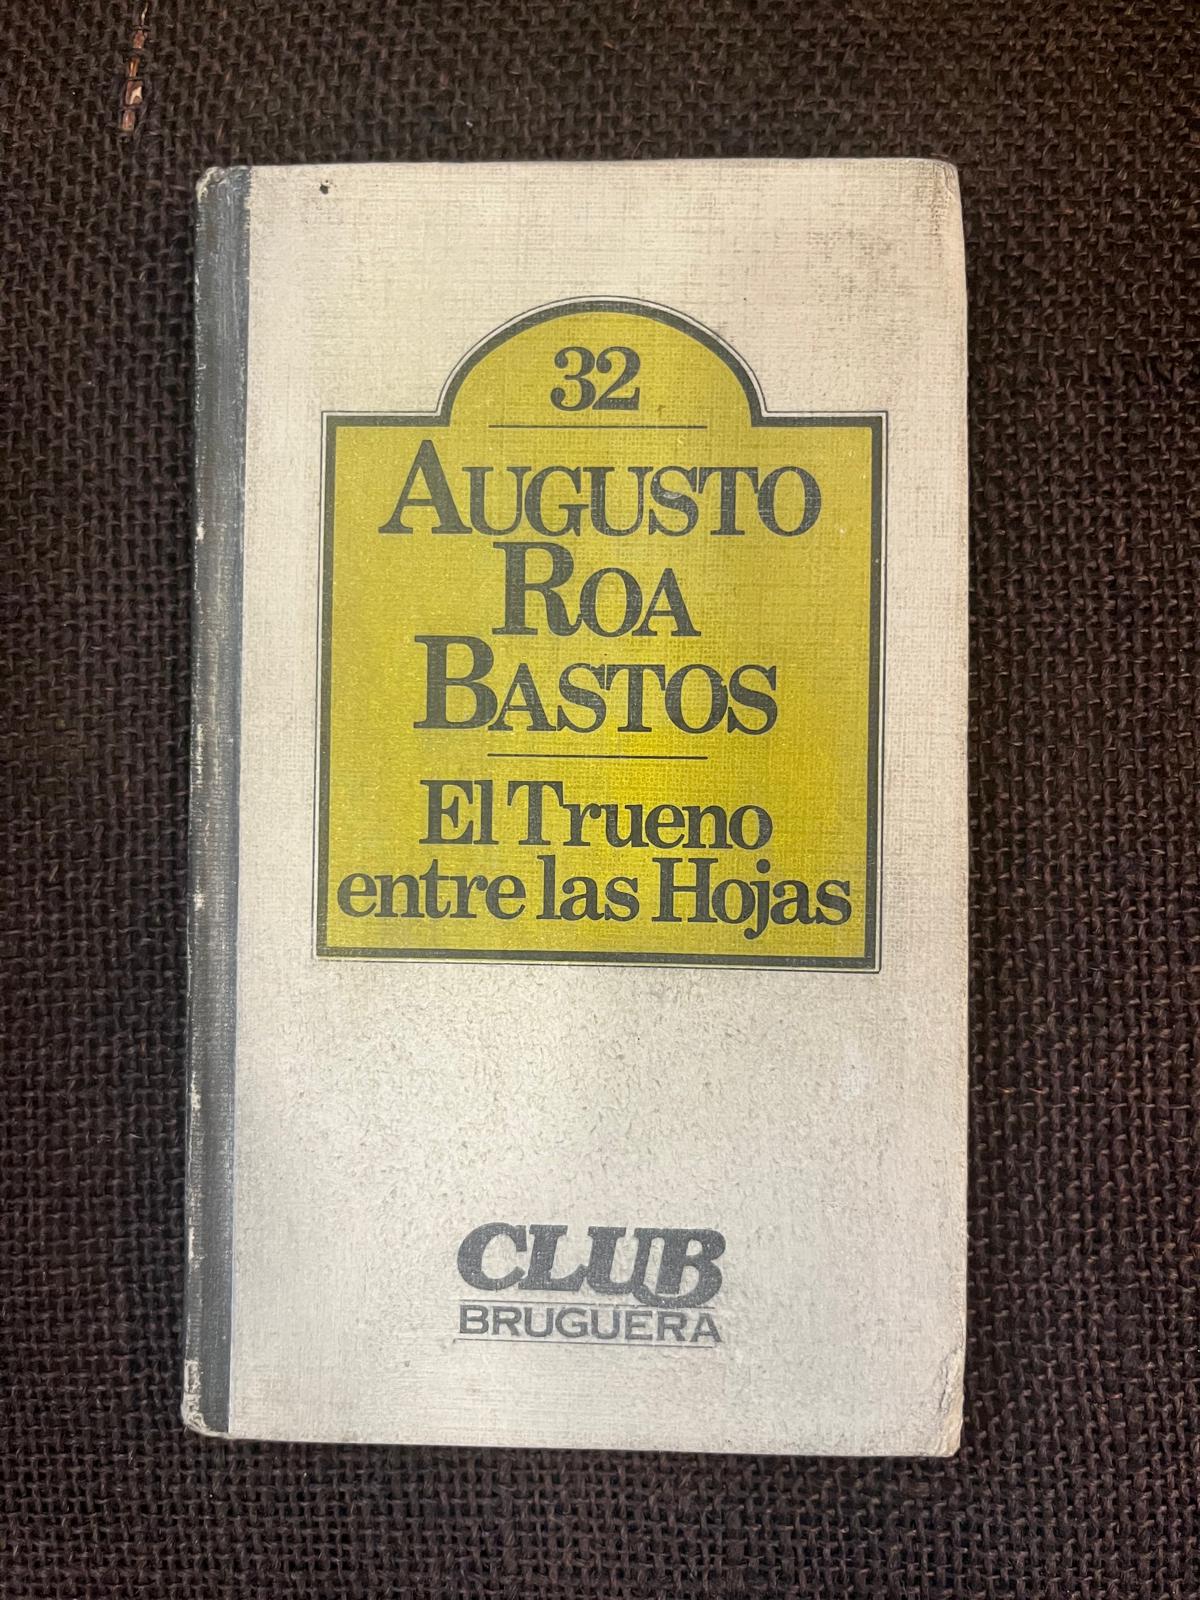 32
AUGUSTO
ROA
BASTOS
El Trueno
entre las Hojas
CLUB
BRUGUERA